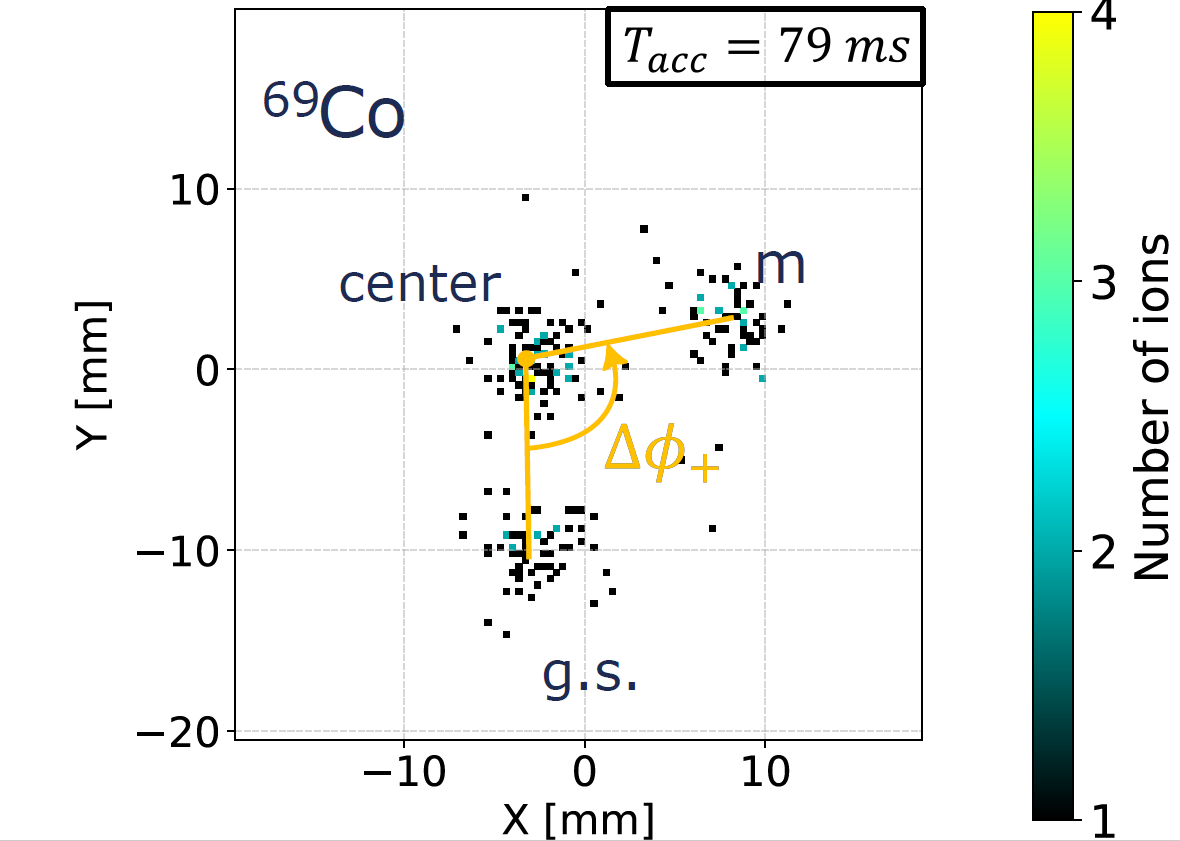 T_acc = 79 ms
⁶⁹Co
center
m
Δϕ₊
g.s.
10
0
−10
−20
Y [mm]
−10
0
10
X [mm]
4
3
2
1
Number of ions